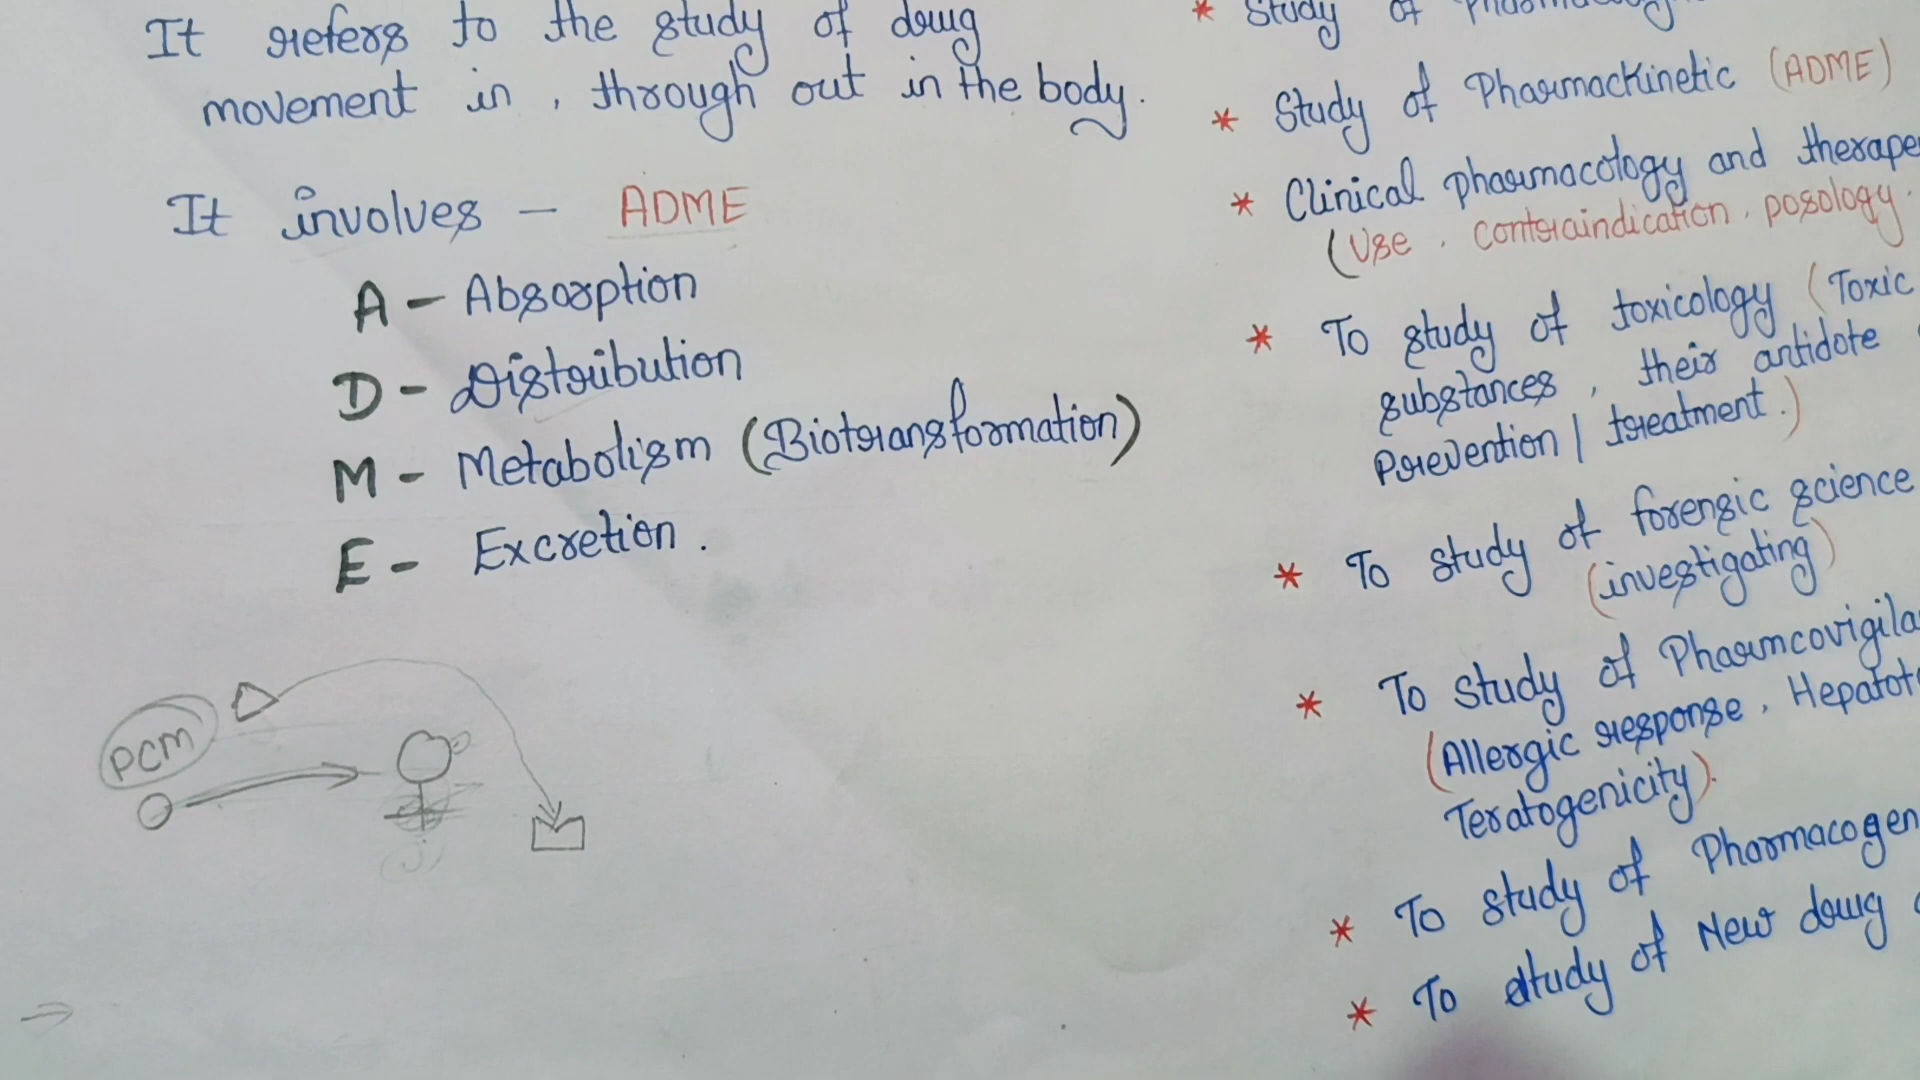 It refers to the study of drug
movement in, through out in the body.
It involves - ADME
A - Absorption
D - Distribution
M - Metabolism (Biotransformation)
E - Excretion.
PCM
* Study of
* Study of Pharmackinetic (ADME)
* Clinical pharmacology and therape
(Use, contraindication, posology.
* To study of toxicology (Toxic
substances, their antidote
Prevention | treatment.)
* To study of forensic science
(investigating)
* To study of Pharmcovigila
(Allergic response, Hepatot
Teratogenicity).
* To study of Pharmacogen
* To study of New drug